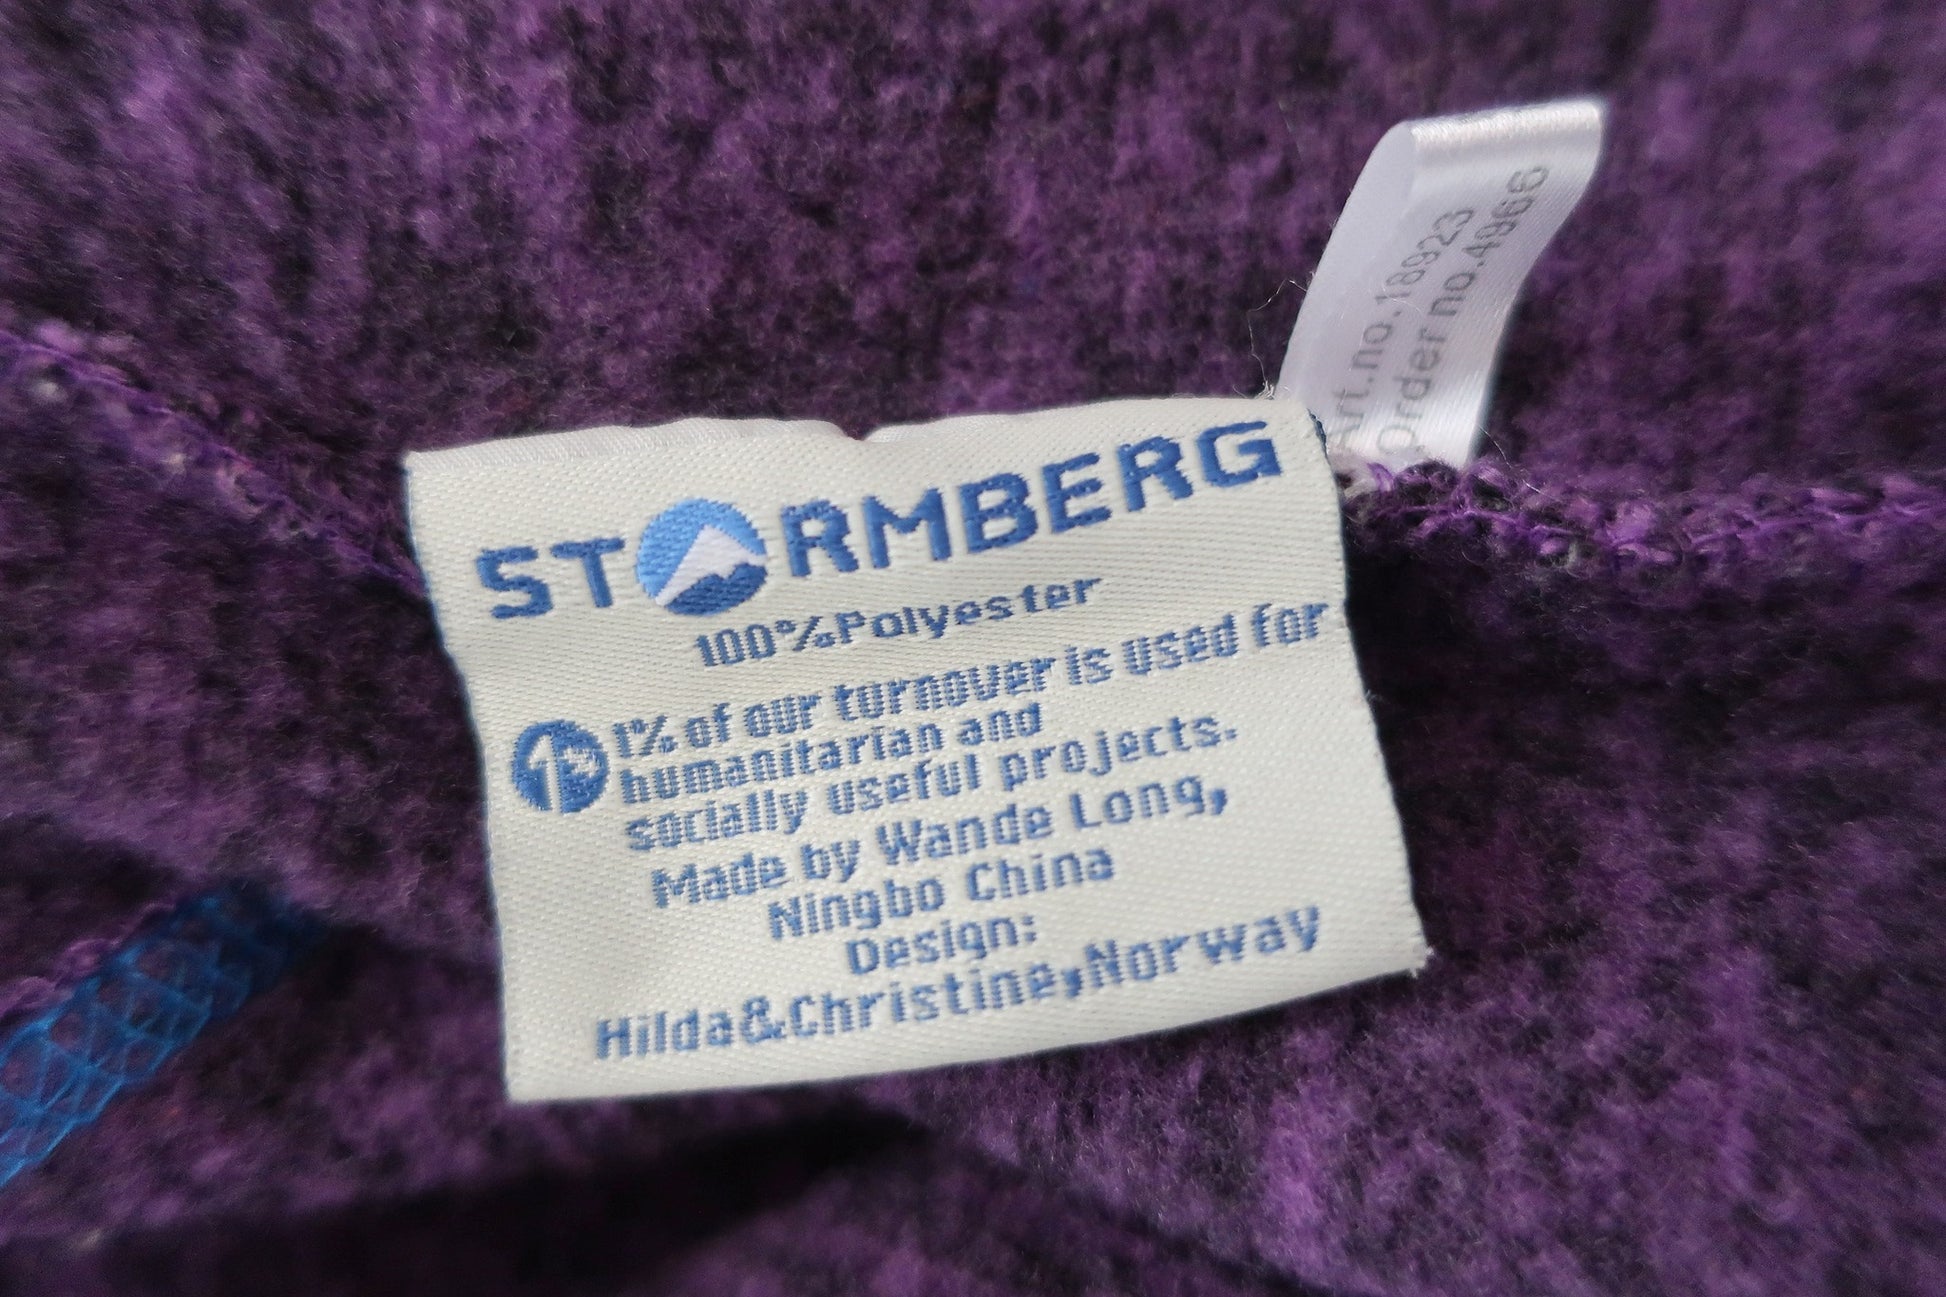 Art.no.18923
order no.4966
STORMBERG
100%Polyester
1% of our turnover is used for
humanitarian and
socially useful projects.
Made by Wande Long,
Ningbo China
Design:
Hilda&Christine,Norway